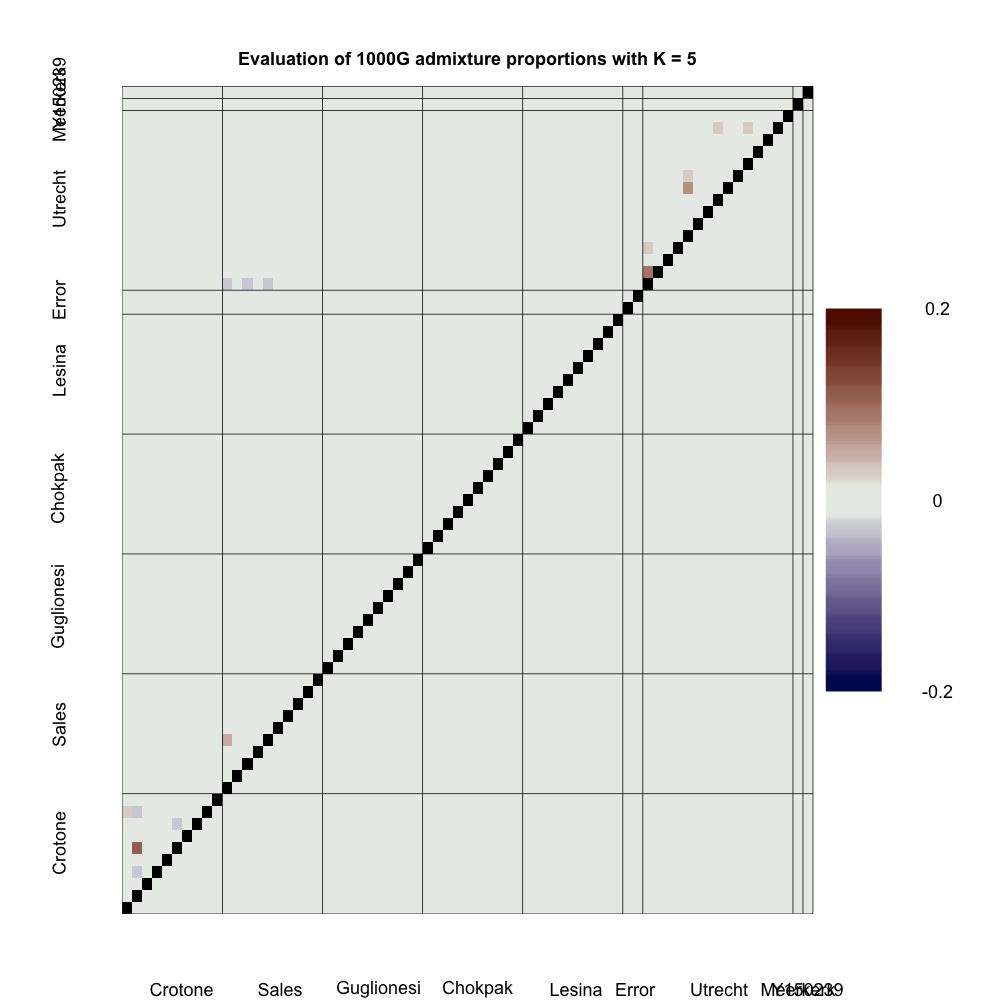 Evaluation of 1000G admixture proportions with K = 5
Utrecht
Error
Lesina
Chokpak
Guglionesi
Sales
Crotone
0.2
0
-0.2
Crotone Sales Guglionesi Chokpak Lesina Error Utrecht